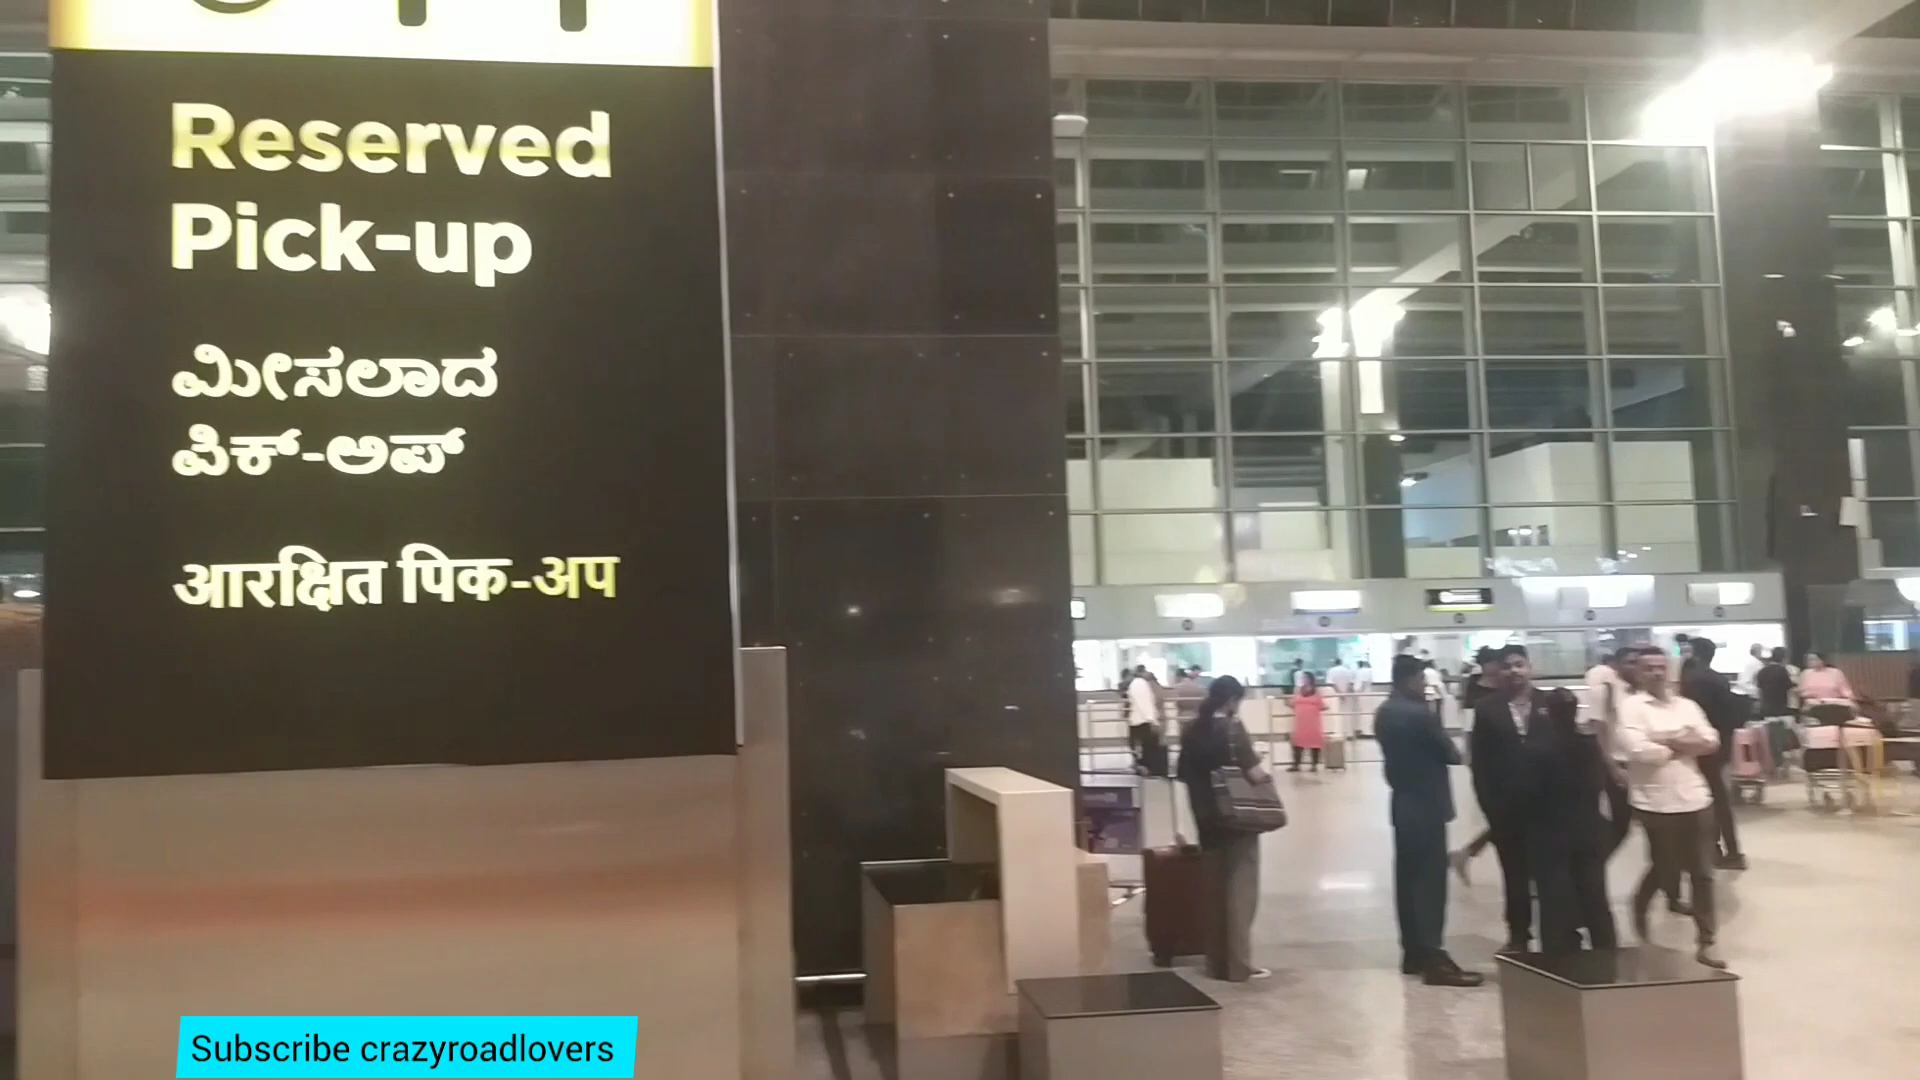 Reserved
Pick-up
ಮೀಸಲಾದ
ಪಿಕ್-ಅಪ್
आरक्षित पिक-अप
Subscribe crazyroadlovers